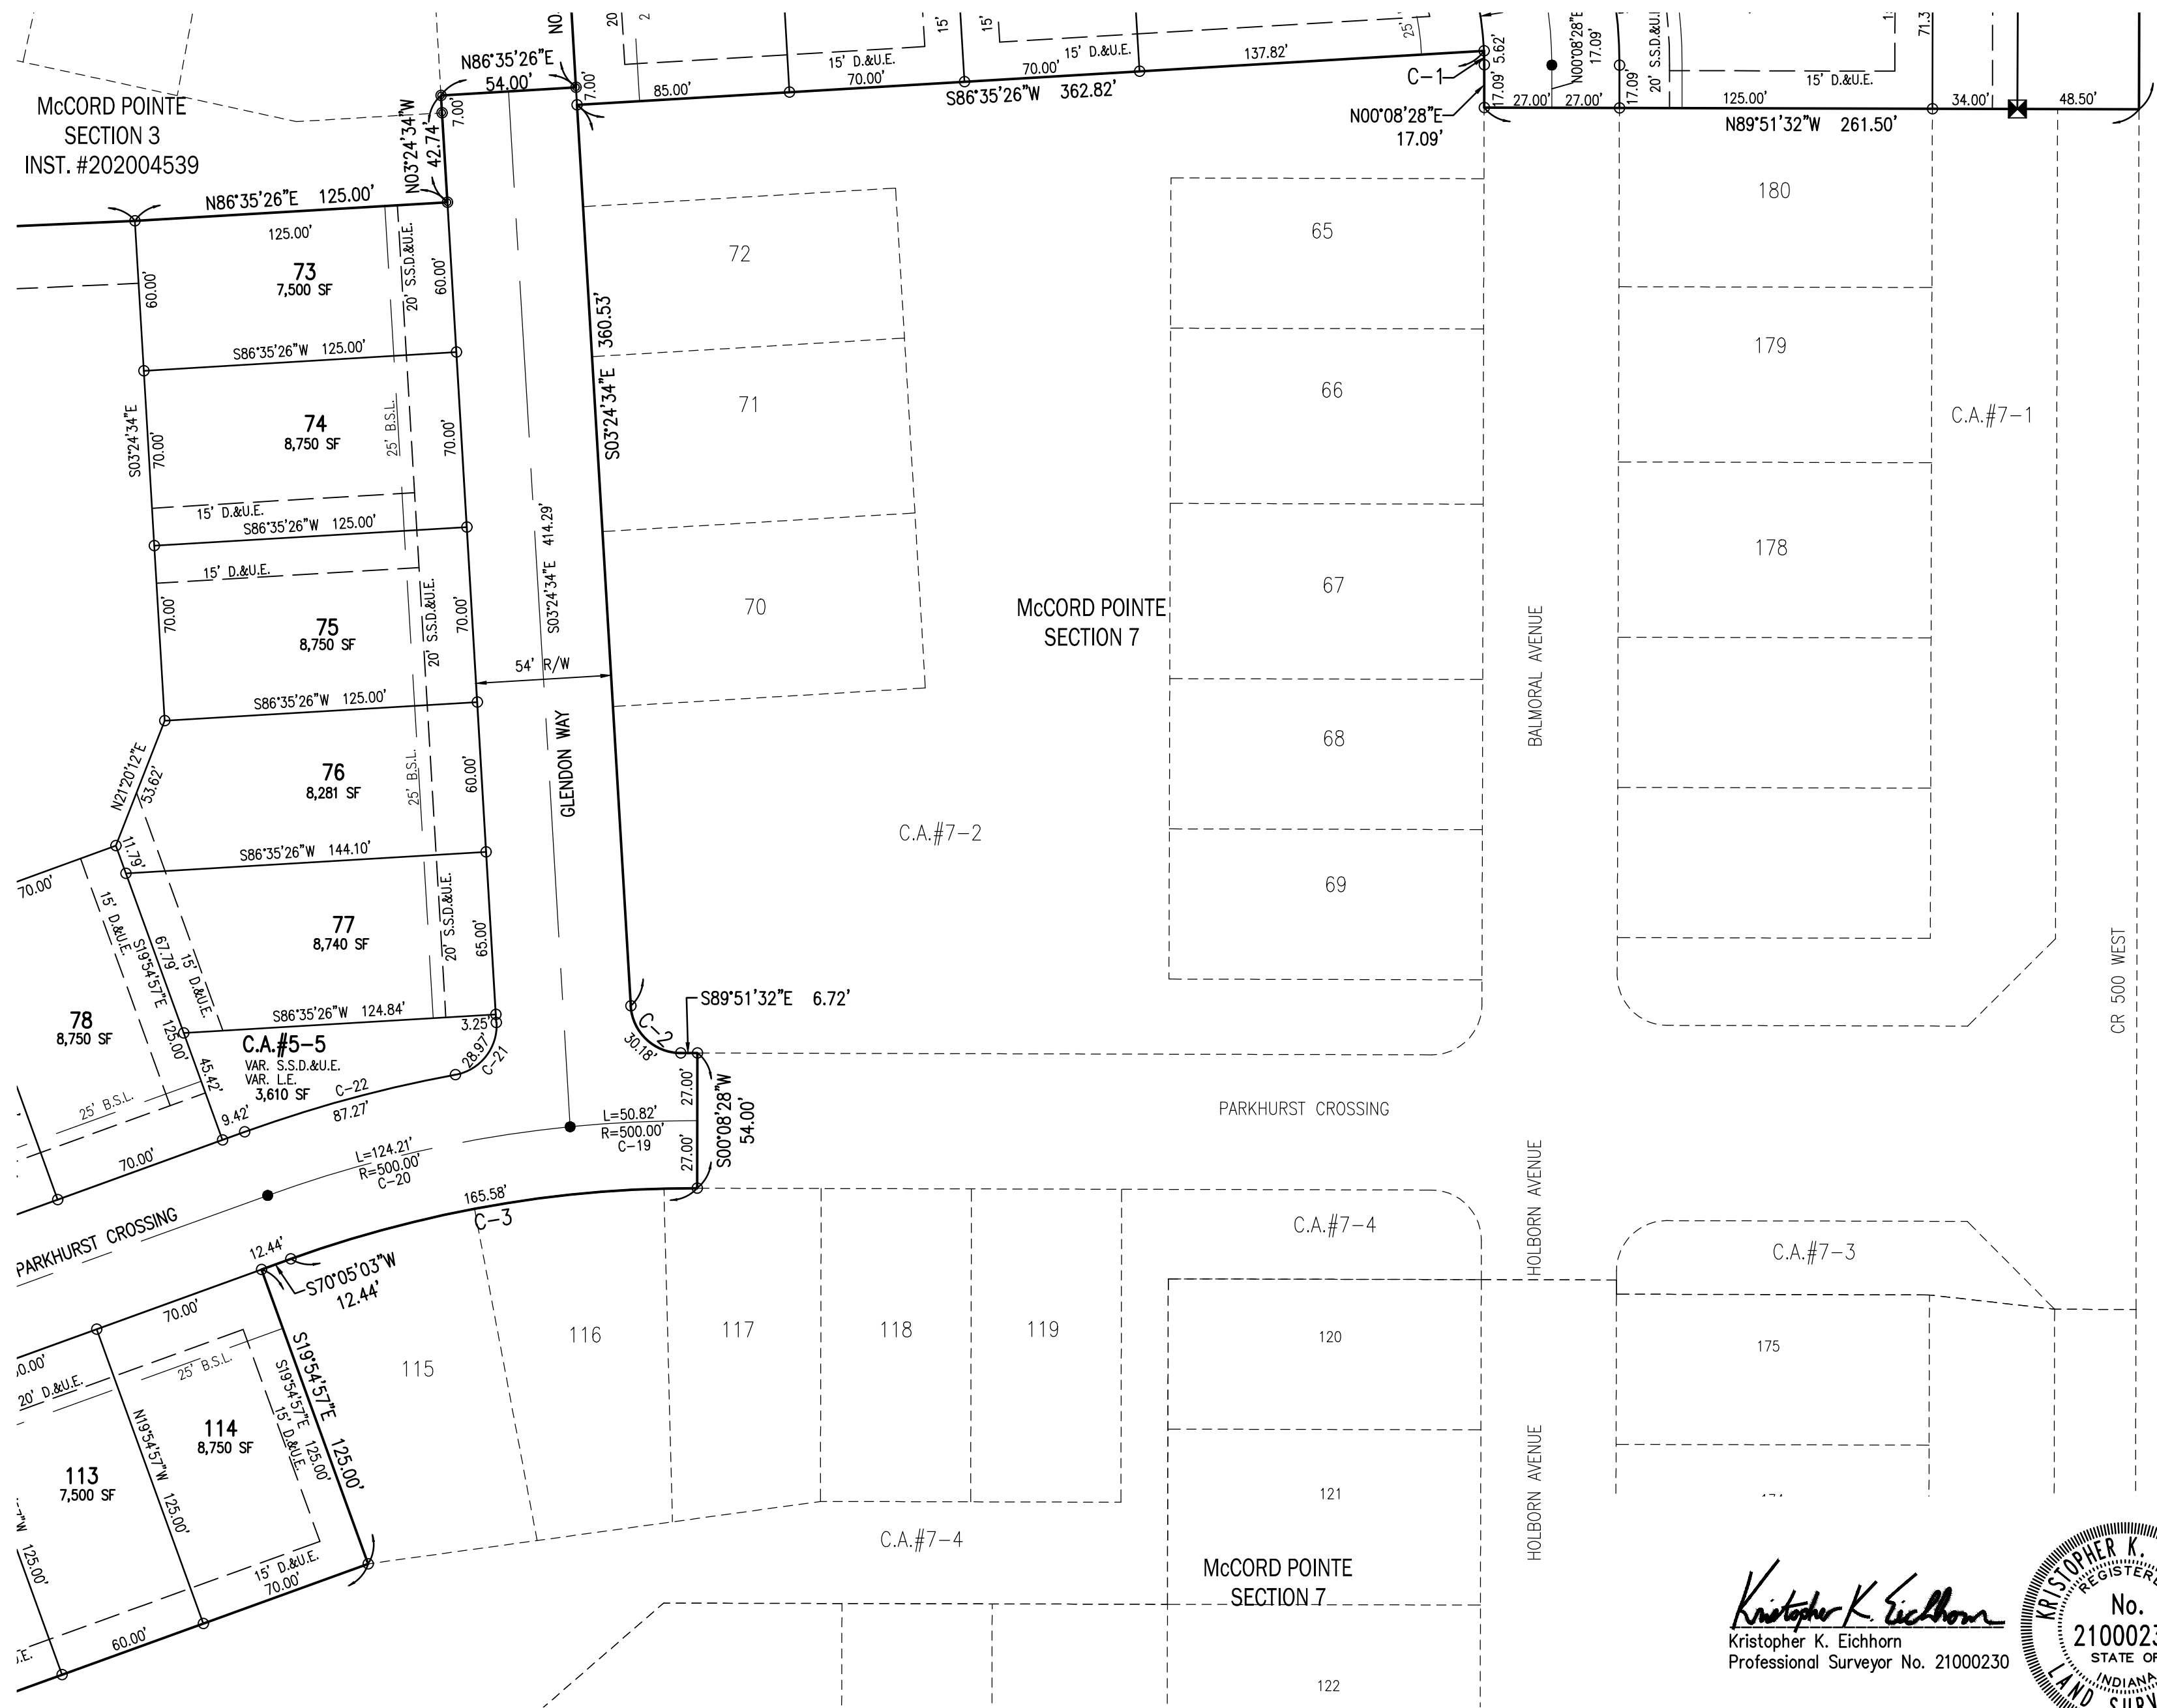 McCORD POINTE
SECTION 3
INST. #202004539
N86°35'26"E
54.00'
7.00'
7.00'
N03°24'34"W
42.74'
N86°35'26"E 125.00'
20
2
15'
15'
25'
15' D.&U.E.
15' D.&U.E.
85.00'
70.00'
70.00'
137.82'
S86°35'26"W 362.82'
C-1
5.62'
17.09'
N00°08'28"E
17.09'
N00°08'28"E
17.09'
27.00'
27.00'
17.09'
20' S.S.D.&U.
15' D.&U.E.
71.3
125.00'
34.00'
48.50'
N89°51'32"W 261.50'
125.00'
73
7,500 SF
60.00'
60.00'
20' S.S.D.&U.E.
S86°35'26"W 125.00'
74
8,750 SF
S03°24'34"E
70.00'
70.00'
25' B.S.L.
15' D.&U.E.
S86°35'26"W 125.00'
15' D.&U.E.
75
8,750 SF
70.00'
70.00'
20' S.S.D.&U.E.
S86°35'26"W 125.00'
76
8,281 SF
N21°20'12"E
53.62'
60.00'
25' B.S.L.
11.79'
S86°35'26"W 144.10'
77
8,740 SF
65.00'
20' S.S.D.&U.E.
70.00'
15' D.&U.E.
67.79'
S19°54'57"E 125.00'
15' D.&U.E.
S86°35'26"W 124.84'
3.25'
78
8,750 SF
25' B.S.L.
45.42'
C.A.#5-5
VAR. S.S.D.&U.E.
VAR. L.E.
3,610 SF
28.97'
C-21
C-22
87.27'
9.42'
70.00'
S03°24'34"E 360.53'
S03°24'34"E 414.29'
54' R/W
GLENDON WAY
C-2
30.18'
S89°51'32"E 6.72'
27.00'
27.00'
S00°08'28"W
54.00'
L=50.82'
R=500.00'
C-19
L=124.21'
R=500.00'
C-20
165.58'
C-3
PARKHURST CROSSING
12.44'
S70°05'03"W
12.44'
70.00'
20' D.&U.E.
25' B.S.L.
S19°54'57"E 125.00'
S19°54'57"E 125.00'
15' D.&U.E.
114
8,750 SF
N19°54'57"W 125.00'
113
7,500 SF
"W 125.00'
15' D.&U.E.
70.00'
60.00'
72
71
70
65
66
67
68
69
McCORD POINTE
SECTION 7
C.A.#7-2
BALMORAL AVENUE
180
179
178
C.A.#7-1
CR 500 WEST
PARKHURST CROSSING
HOLBORN AVENUE
C.A.#7-4
C.A.#7-3
115
116
117
118
119
120
121
122
175
C.A.#7-4
HOLBORN AVENUE
McCORD POINTE
SECTION 7
Kristopher K. Eichhorn
Kristopher K. Eichhorn
Professional Surveyor No. 21000230
KRISTOPHER K.
REGISTERE
No.
2100023
STATE OF
INDIANA
LAND SURV